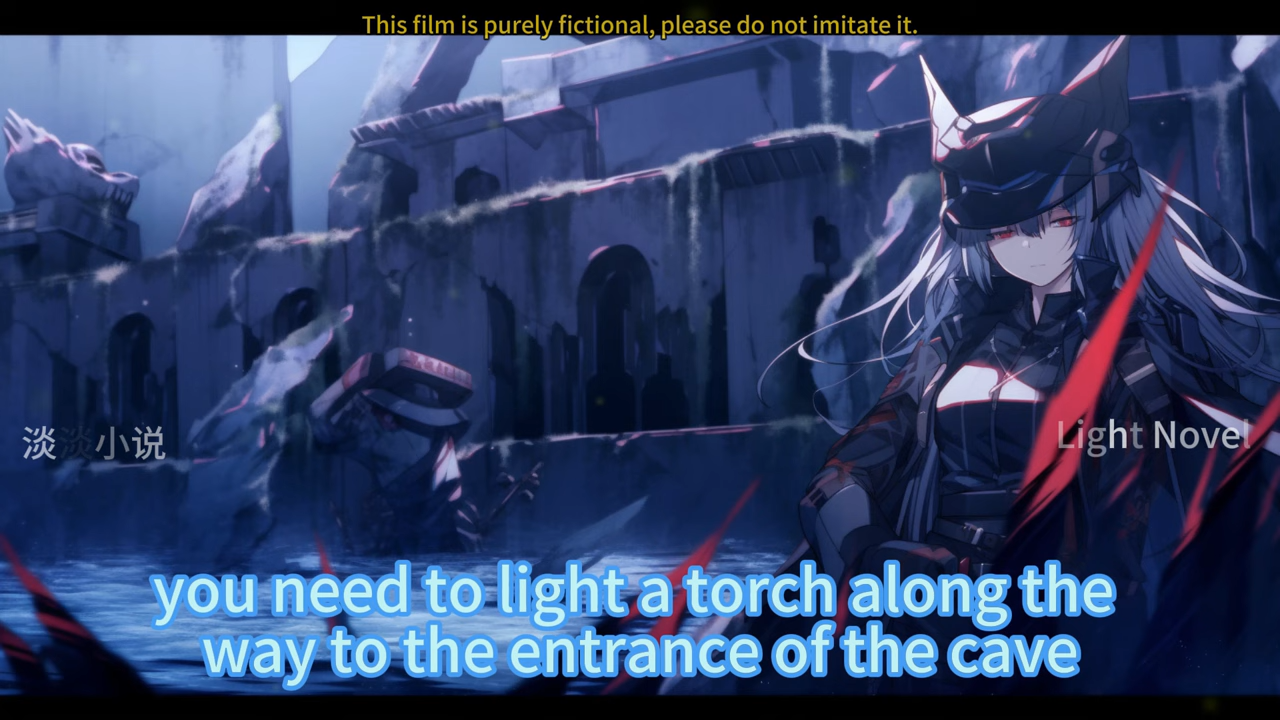 This film is purely fictional, please do not imitate it.
淡淡小说
Light Novel
you need to light a torch along the
way to the entrance of the cave